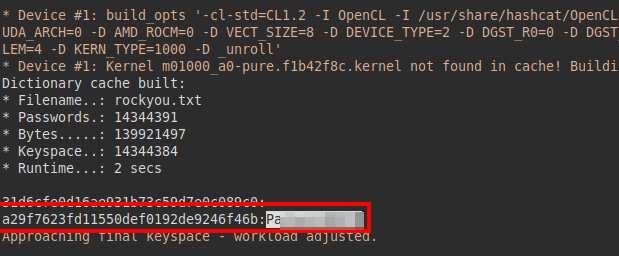 * Device #1: build_opts '-cl-std=CL1.2 -I OpenCL -I /usr/share/hashcat/OpenCL
UDA_ARCH=0 -D AMD_ROCM=0 -D VECT_SIZE=8 -D DEVICE_TYPE=2 -D DGST_R0=0 -D DGST
LEM=4 -D KERN_TYPE=1000 -D _unroll'
* Device #1: Kernel m01000_a0-pure.f1b42f8c.kernel not found in cache! Buildi
Dictionary cache built:
* Filename..: rockyou.txt
* Passwords.: 14344391
* Bytes.....: 139921497
* Keyspace..: 14344384
* Runtime...: 2 secs
31d6cfe0d16ae931b73c59d7e0c089c0:
a29f7623fd11550def0192de9246f46b:Pa
Approaching final keyspace - workload adjusted.